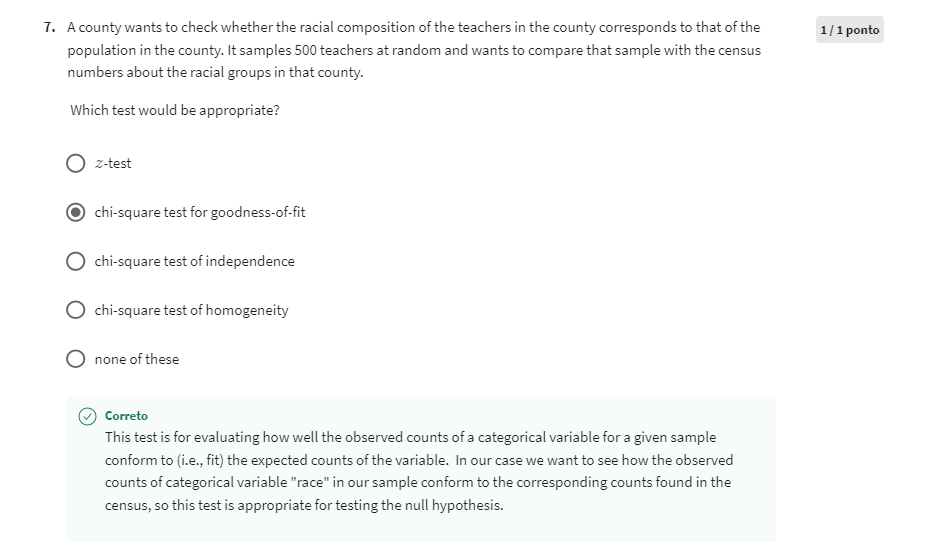 7. A county wants to check whether the racial composition of the teachers in the county corresponds to that of the
population in the county. It samples 500 teachers at random and wants to compare that sample with the census
numbers about the racial groups in that county.
1 / 1 ponto
Which test would be appropriate?
z-test
chi-square test for goodness-of-fit
chi-square test of independence
chi-square test of homogeneity
none of these
Correto
This test is for evaluating how well the observed counts of a categorical variable for a given sample
conform to (i.e., fit) the expected counts of the variable. In our case we want to see how the observed
counts of categorical variable "race" in our sample conform to the corresponding counts found in the
census, so this test is appropriate for testing the null hypothesis.